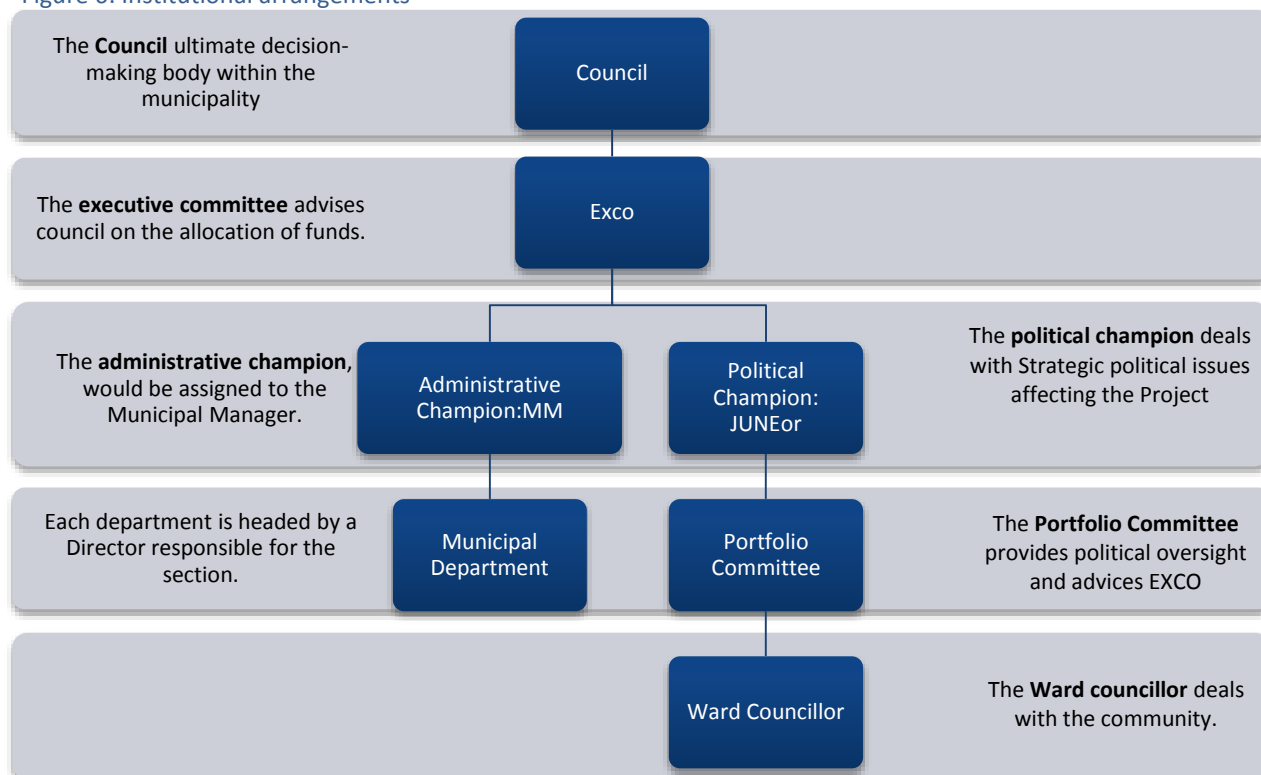 Figure 6: Institutional arrangements
The Council ultimate decision-
making body within the
municipality
Council
The executive committee advises
council on the allocation of funds.
Exco
The administrative champion,
would be assigned to the
Municipal Manager.
Administrative
Champion:MM
Political
Champion:
JUNEor
The political champion deals
with Strategic political issues
affecting the Project
Each department is headed by a
Director responsible for the
section.
Municipal
Department
Portfolio
Committee
The Portfolio Committee
provides political oversight
and advices EXCO
Ward Councillor
The Ward councillor deals
with the community.